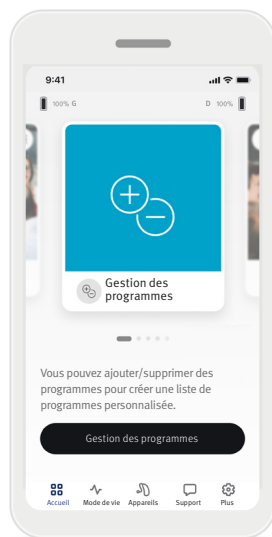 9:41
100% G D 100%
Gestion des
programmes
Vous pouvez ajouter/supprimer des
programmes pour créer une liste de
programmes personnalisée.
Gestion des programmes
Accueil Mode de vie Appareils Support Plus